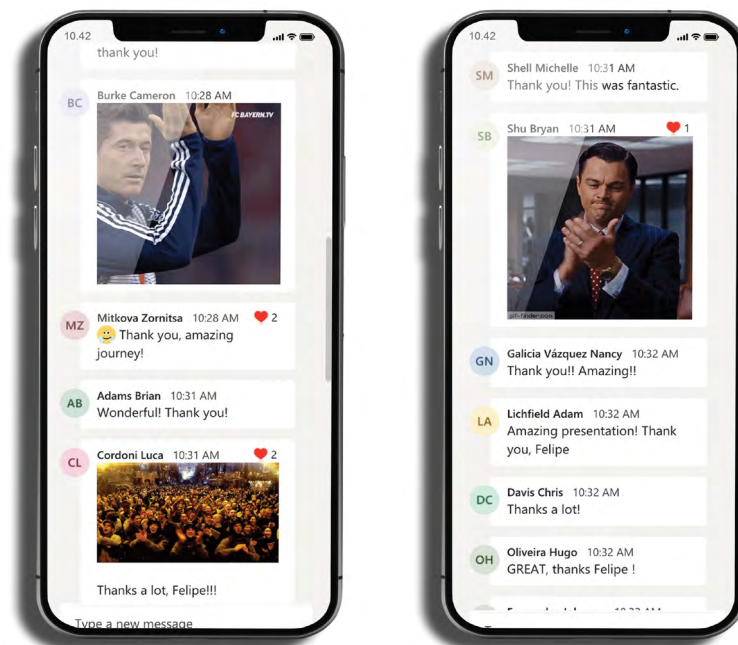 10.42
thank you!
BC
Burke Cameron 10:28 AM
FC BAYERN.TV
MZ
Mitkova Zornitsa 10:28 AM 2
Thank you, amazing
journey!
AB
Adams Brian 10:31 AM
Wonderful! Thank you!
CL
Cordoni Luca 10:31 AM 2
Thanks a lot, Felipe!!!
Type a new message
10.42
SM
Shell Michelle 10:31 AM
Thank you! This was fantastic.
SB
Shu Bryan 10:31 AM 1
GN
Galicia Vázquez Nancy 10:32 AM
Thank you!! Amazing!!
LA
Lichfield Adam 10:32 AM
Amazing presentation! Thank
you, Felipe
DC
Davis Chris 10:32 AM
Thanks a lot!
OH
Oliveira Hugo 10:32 AM
GREAT, thanks Felipe !